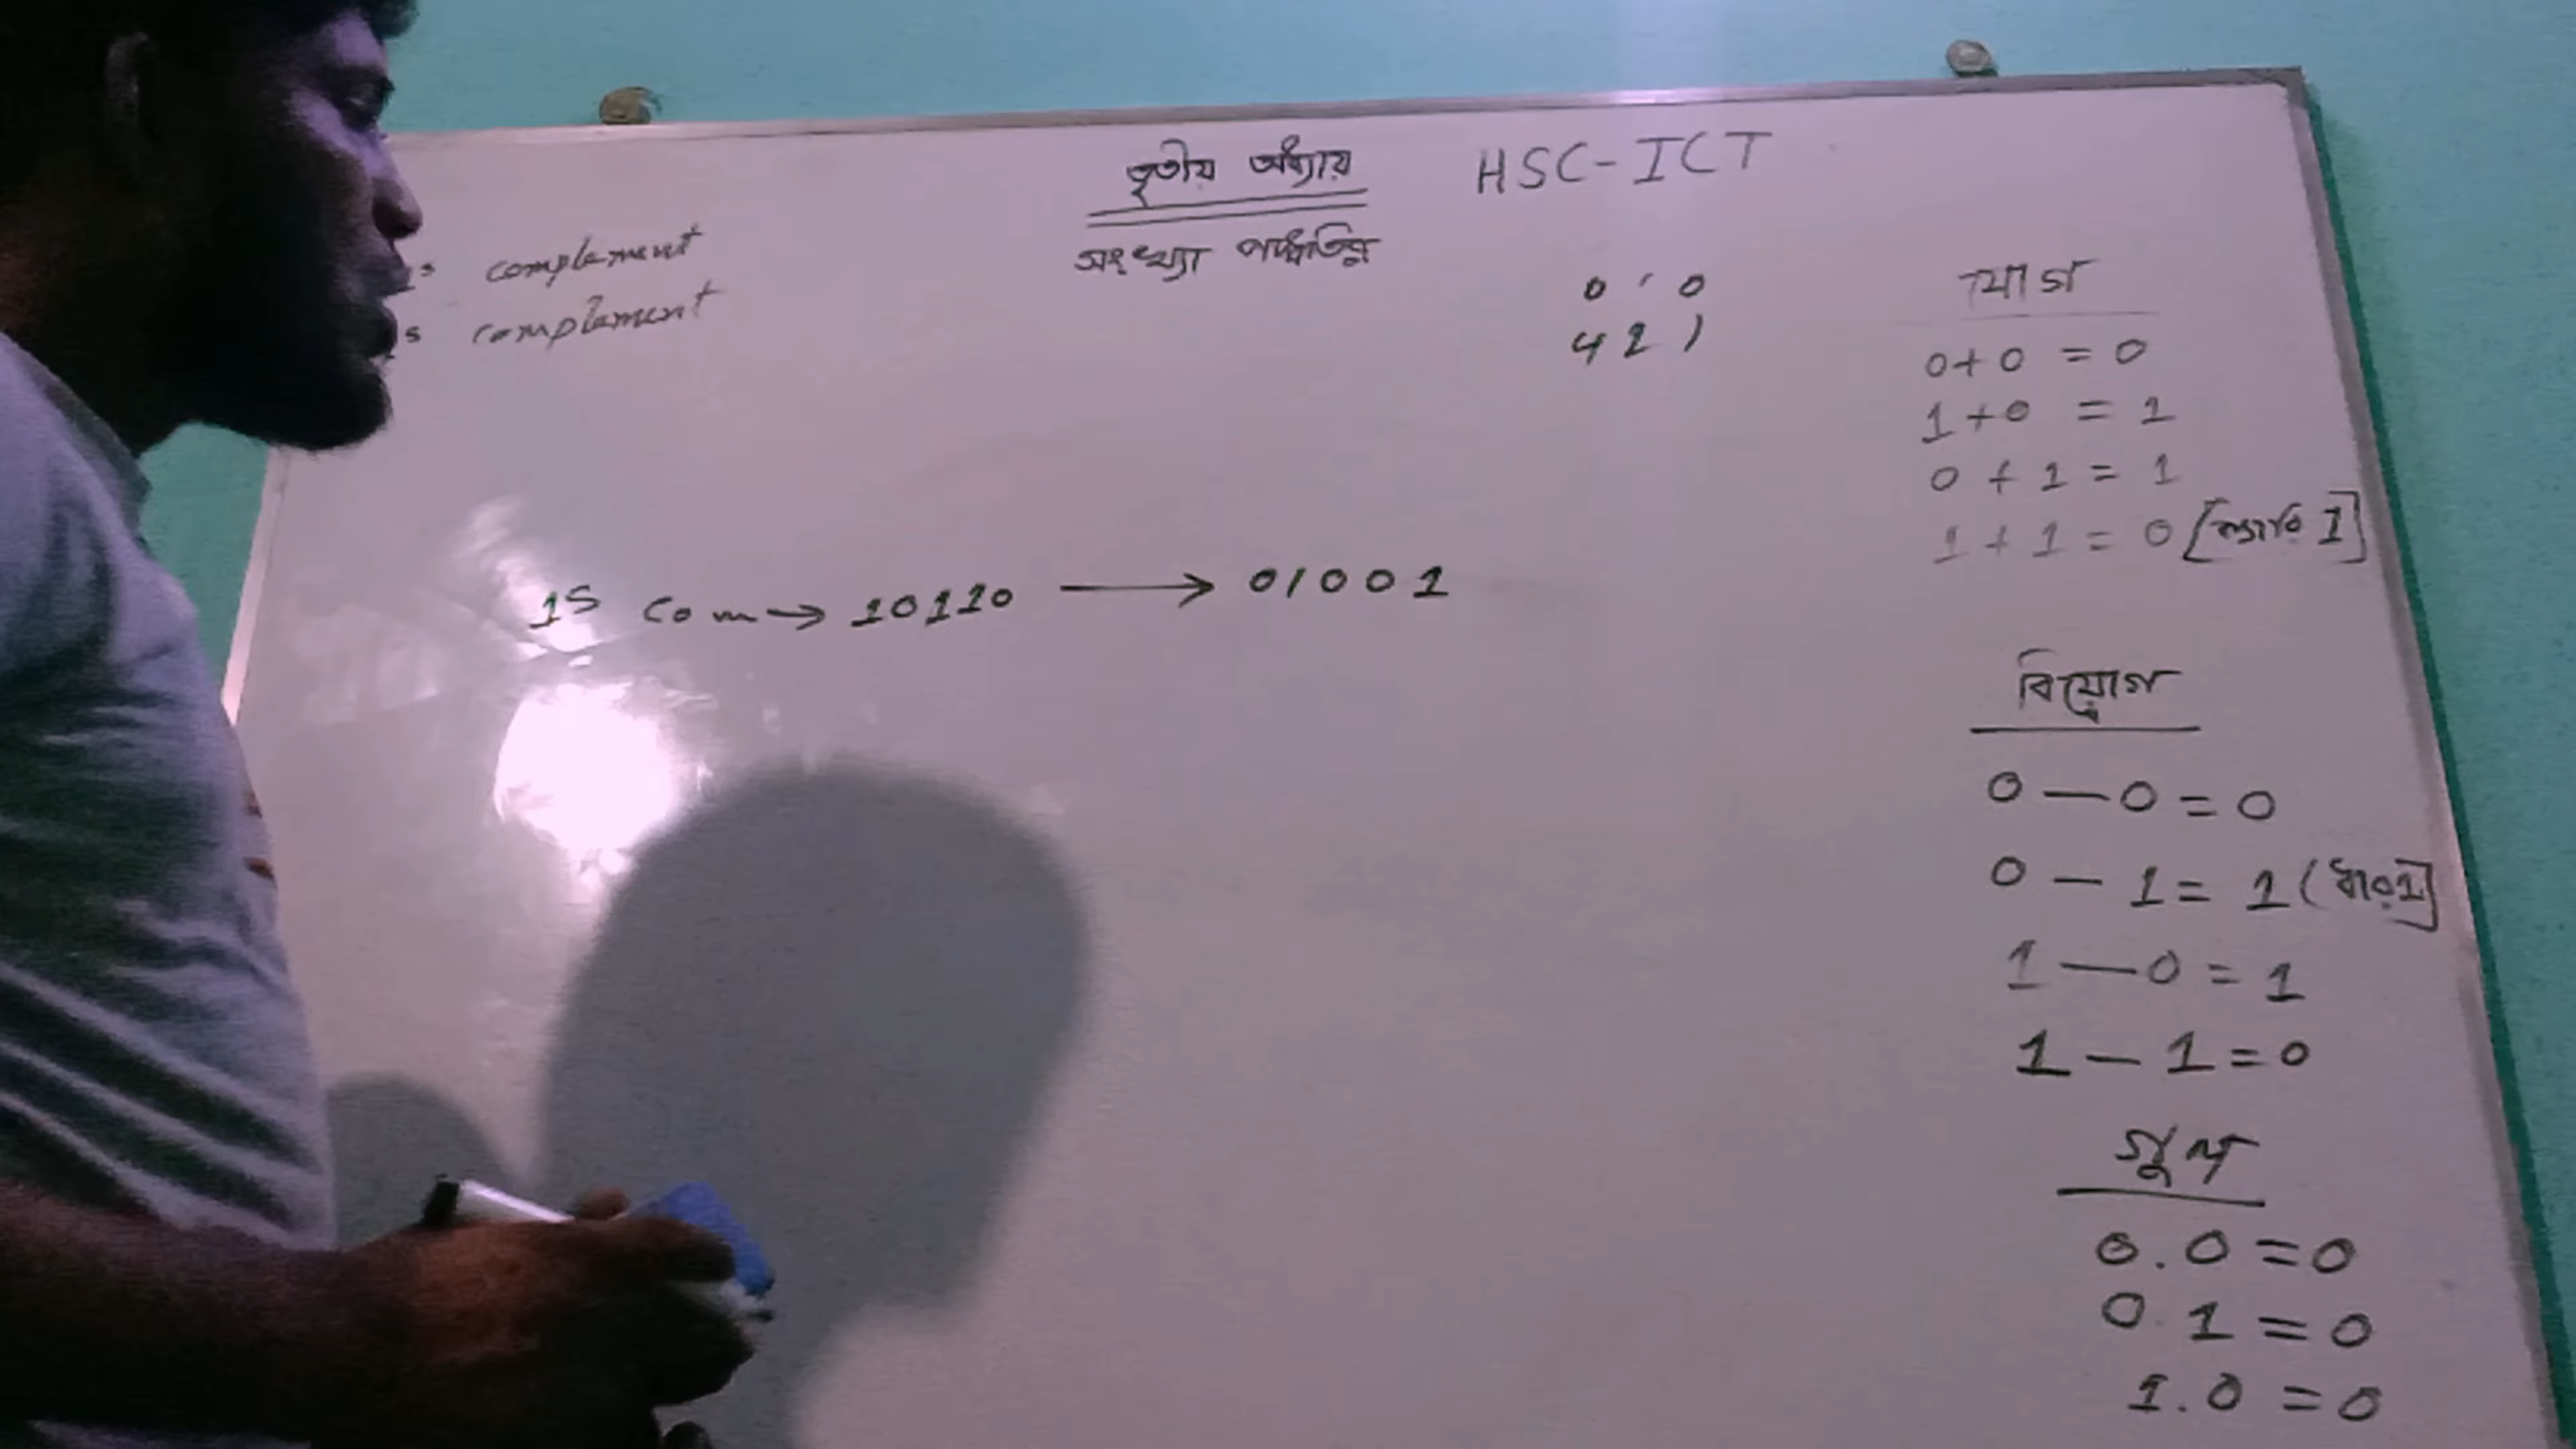 তৃতীয় অধ্যায় HSC-ICT
সংখ্যা পদ্ধতির
s complement
s complement
0 ' 0
4 2 1
যোগ
0+0 = 0
1+0 = 1
0 + 1 = 1
1 + 1 = 0 [ক্যারি 1]
1S Com → 10110 → 01001
বিয়োগ
0 — 0 = 0
0 — 1 = 1 (ধার 1]
1 — 0 = 1
1 — 1 = 0
গুণ
0.0 = 0
0.1 = 0
1.0 = 0